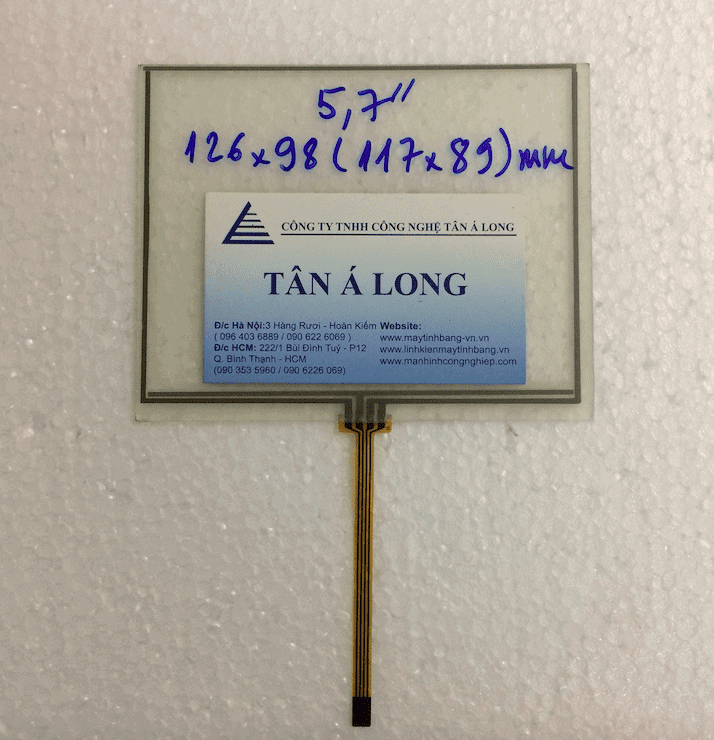 5,7"
126x98(117x89)mm
CÔNG TY TNHH CÔNG NGHỆ TÂN Á LONG
TÂN Á LONG
Đ/c Hà Nội:3 Hàng Rươi - Hoàn Kiếm
( 096 403 6889 / 090 622 6069 )
Đ/c HCM: 222/1 Bùi Đình Tuý - P12
Q. Bình Thạnh - HCM
(090 353 5960 / 090 6226 069)
Website:
www.maytinhbang-vn.vn
www.linhkienmaytinhbang.vn
www.manhinhcongnghiep.com